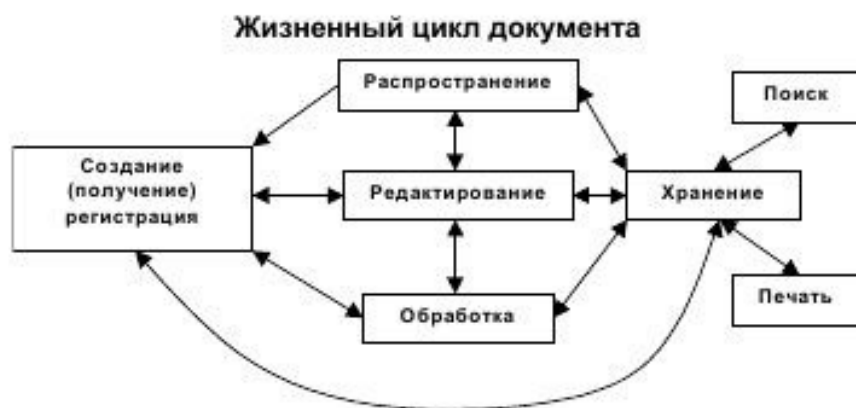 Жизненный цикл документа
Распространение
Поиск
Создание
(получение)
регистрация
Редактирование
Хранение
Обработка
Печать